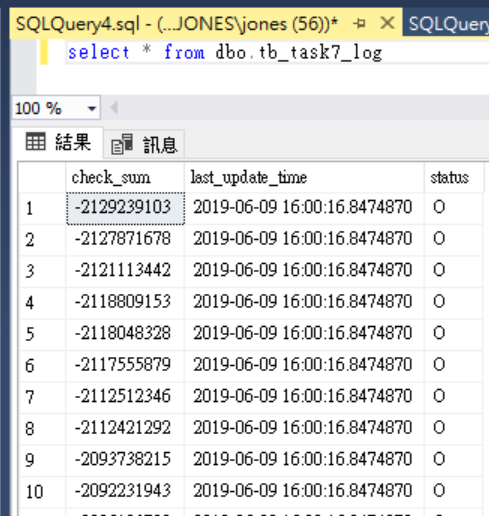 SQLQuery4.sql - (...JONES\jones (56))* SQLQuery
select * from dbo.tb_task7_log
100 %
結果 訊息
check_sum last_update_time status
1 -2129239103 2019-06-09 16:00:16.8474870 O
2 -2127871678 2019-06-09 16:00:16.8474870 O
3 -2121113442 2019-06-09 16:00:16.8474870 O
4 -2118809153 2019-06-09 16:00:16.8474870 O
5 -2118048328 2019-06-09 16:00:16.8474870 O
6 -2117555879 2019-06-09 16:00:16.8474870 O
7 -2112512346 2019-06-09 16:00:16.8474870 O
8 -2112421292 2019-06-09 16:00:16.8474870 O
9 -2093738215 2019-06-09 16:00:16.8474870 O
10 -2092231943 2019-06-09 16:00:16.8474870 O